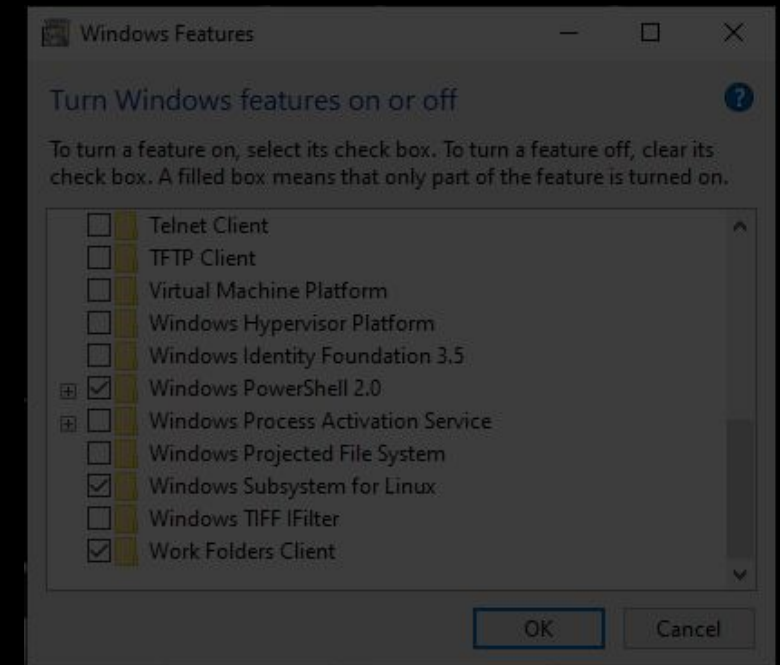 Windows Features
Turn Windows features on or off
?
To turn a feature on, select its check box. To turn a feature off, clear its
check box. A filled box means that only part of the feature is turned on.
Telnet Client
TFTP Client
Virtual Machine Platform
Windows Hypervisor Platform
Windows Identity Foundation 3.5
Windows PowerShell 2.0
Windows Process Activation Service
Windows Projected File System
Windows Subsystem for Linux
Windows TIFF IFilter
Work Folders Client
OK Cancel